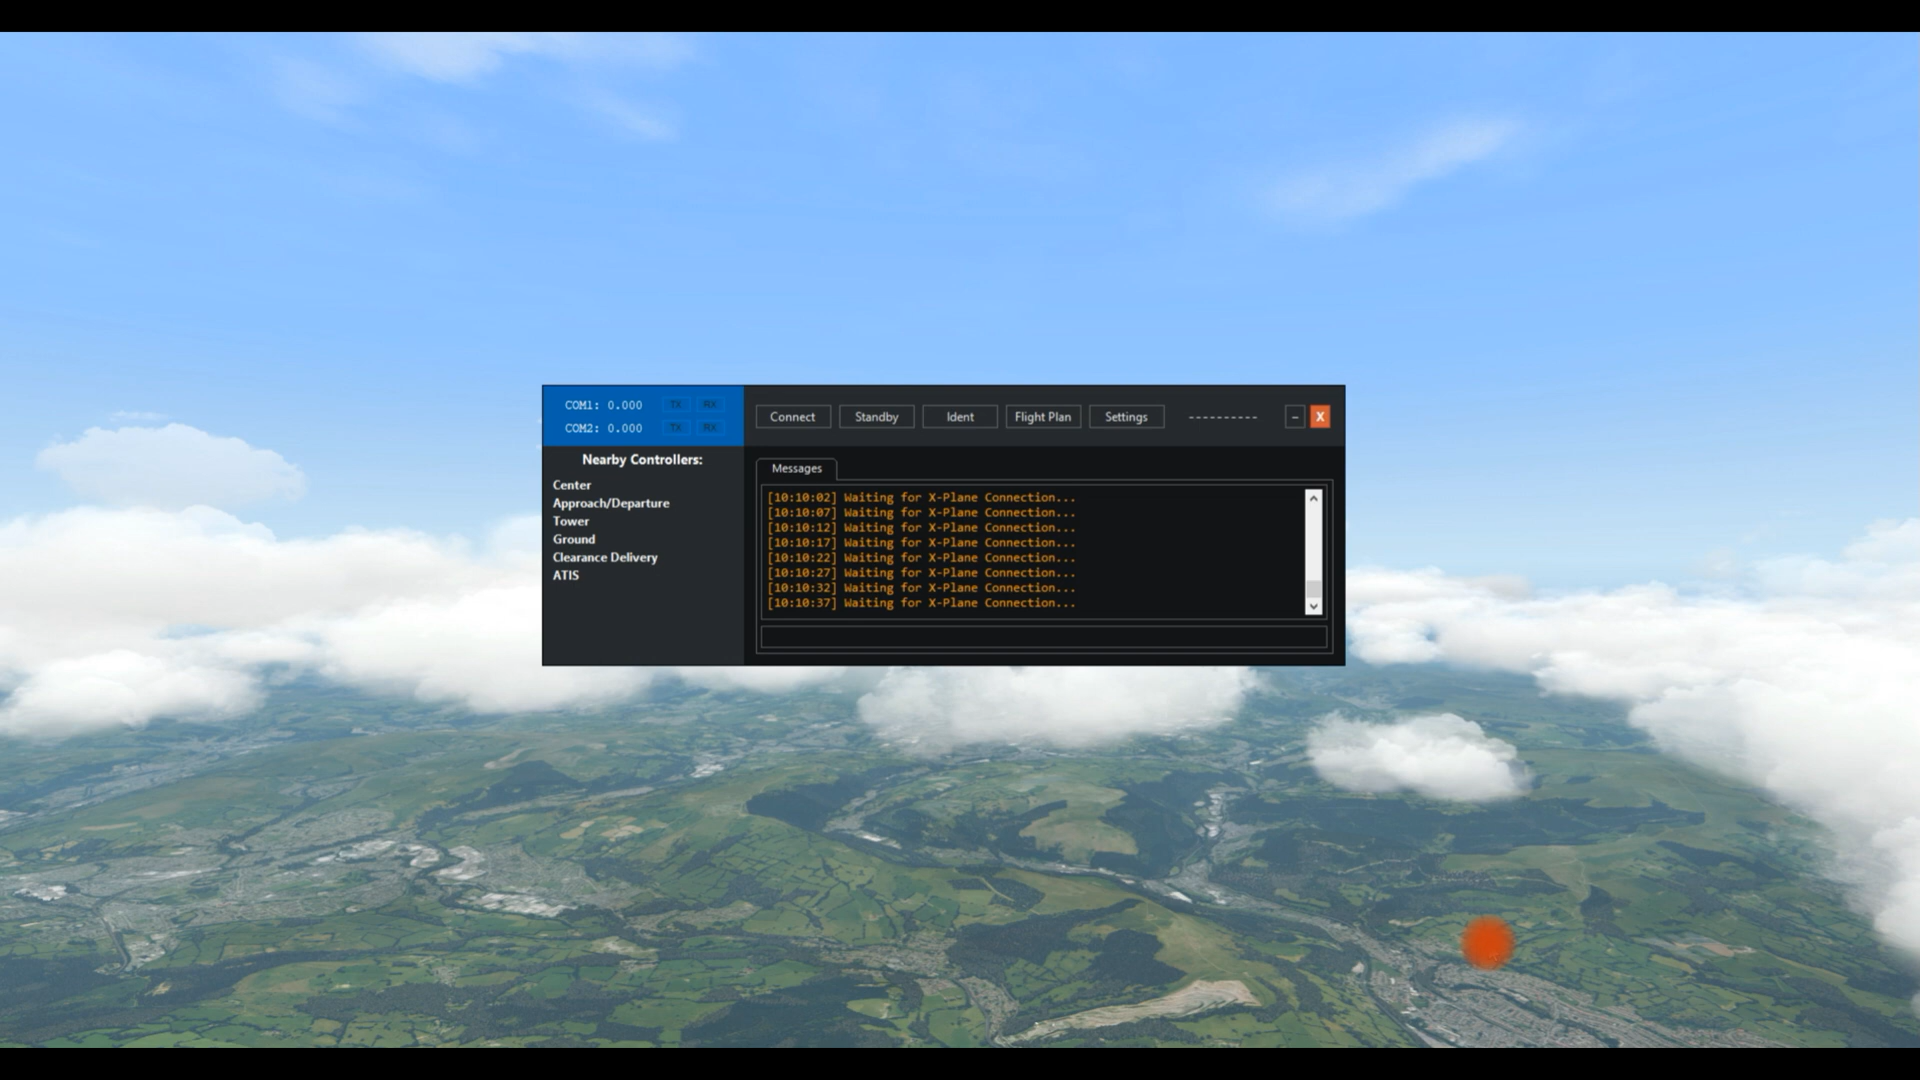 COM1: 0.000 TX RX
COM2: 0.000 TX RX
Connect Standby Ident Flight Plan Settings ---------- – X
Nearby Controllers:
Center
Approach/Departure
Tower
Ground
Clearance Delivery
ATIS
Messages
[10:10:02] Waiting for X-Plane Connection...
[10:10:07] Waiting for X-Plane Connection...
[10:10:12] Waiting for X-Plane Connection...
[10:10:17] Waiting for X-Plane Connection...
[10:10:22] Waiting for X-Plane Connection...
[10:10:27] Waiting for X-Plane Connection...
[10:10:32] Waiting for X-Plane Connection...
[10:10:37] Waiting for X-Plane Connection...